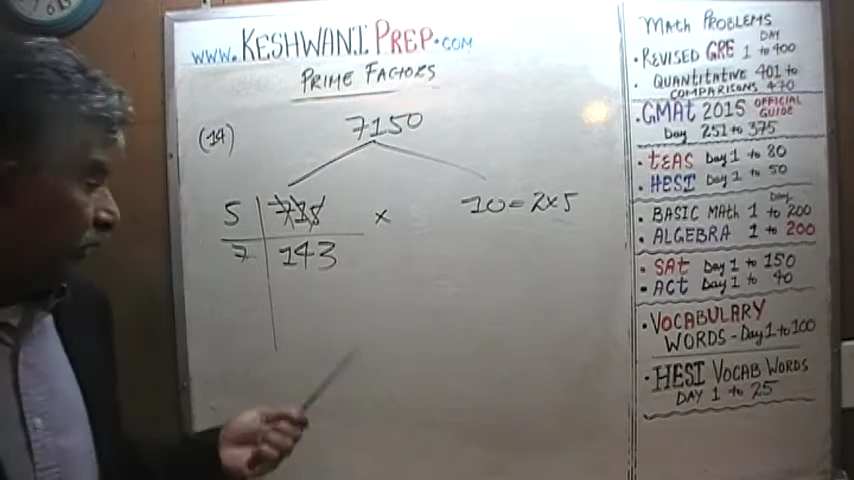 www.KESHWANI PREP.COM
PRIME FACTORS
(14)
7150
5 715 x 10 = 2x5
7 143
MATH PROBLEMS
DAY
• REVISED GRE 1 to 400
• QUANTITATIVE 401 to
COMPARISONS 470
• GMAt 2015 OFFICIAL GUIDE
Day 251 to 375
• tEAS Day 1 to 80
• HESI Day 1 to 50
Day
• BASIC MAth 1 to 200
• ALGEBRA 1 to 200
• SAt Day 1 to 150
• ACt Day 1 to 40
• VOCABULARY
WORDS - Day 1 to 100
• HESI VOCAB WORDS
DAY 1 to 25